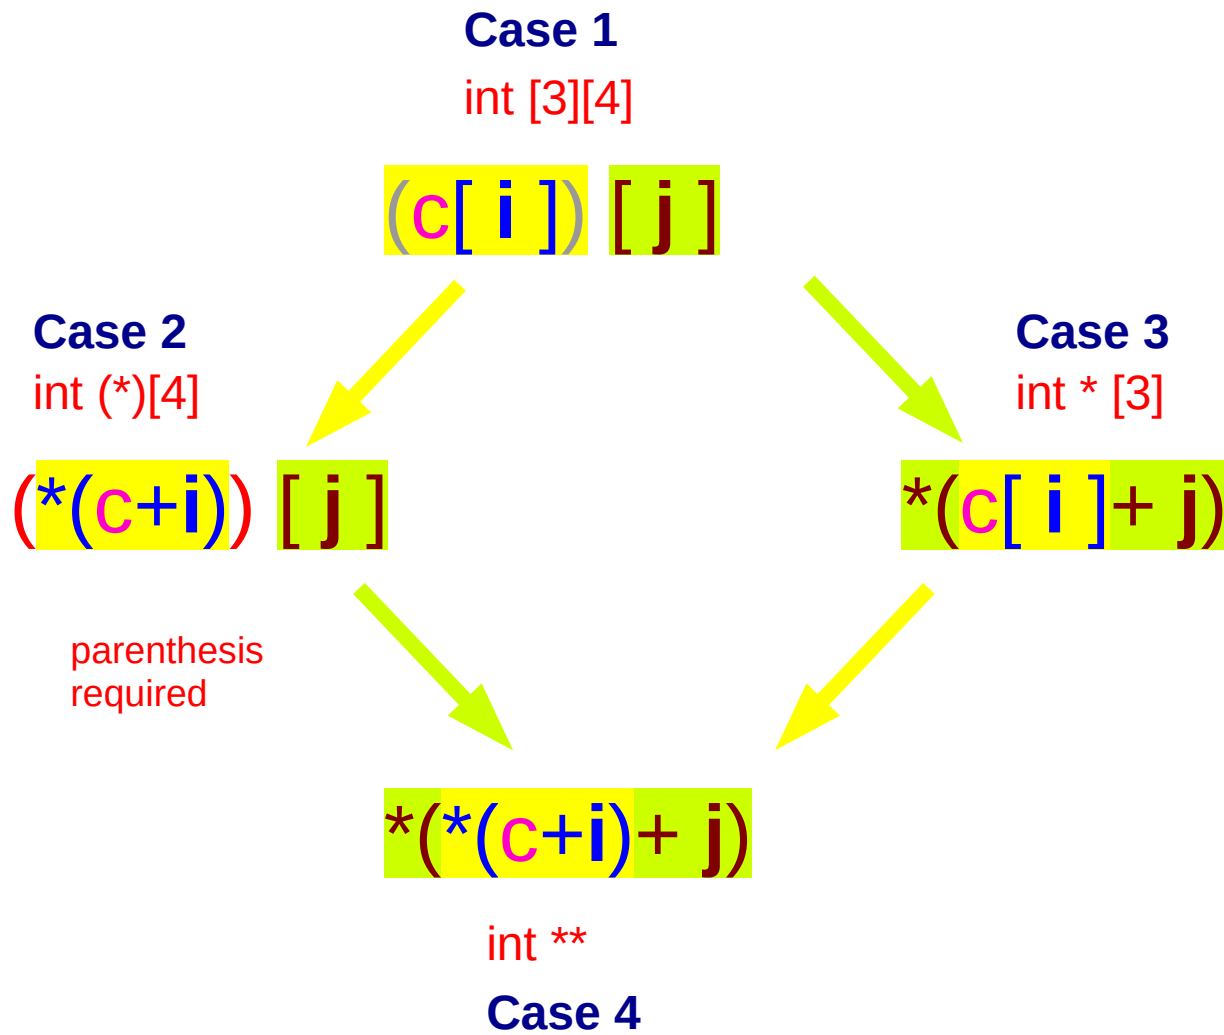 Case 1
int [3][4]
(c[ i ]) [ j ]
Case 2
int (*)[4]
(*(c+i)) [ j ]
parenthesis
required
Case 3
int * [3]
*(c[ i ]+ j)
*(*(c+i)+ j)
int **
Case 4